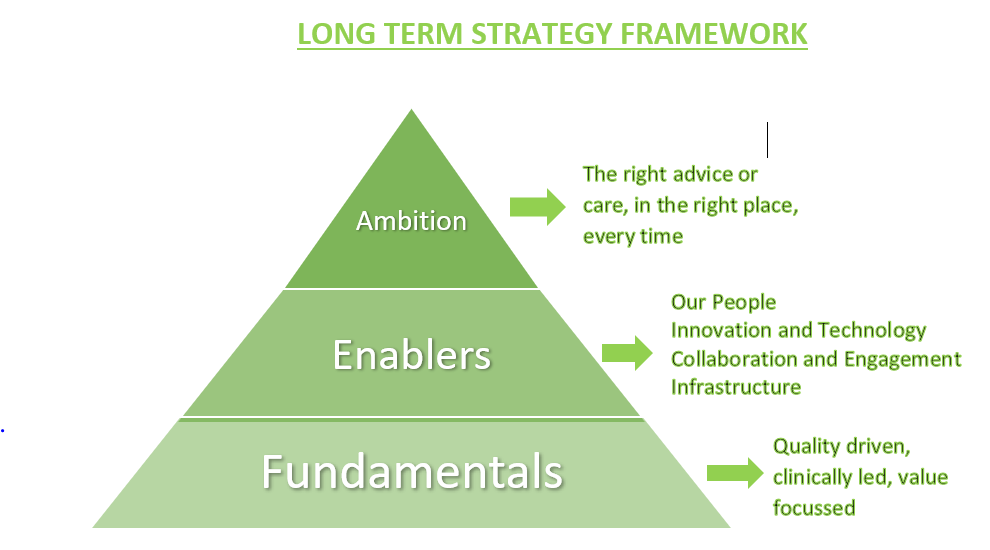 LONG TERM STRATEGY FRAMEWORK
Ambition
The right advice or
care, in the right place,
every time
Enablers
Our People
Innovation and Technology
Collaboration and Engagement
Infrastructure
Fundamentals
Quality driven,
clinically led, value
focussed